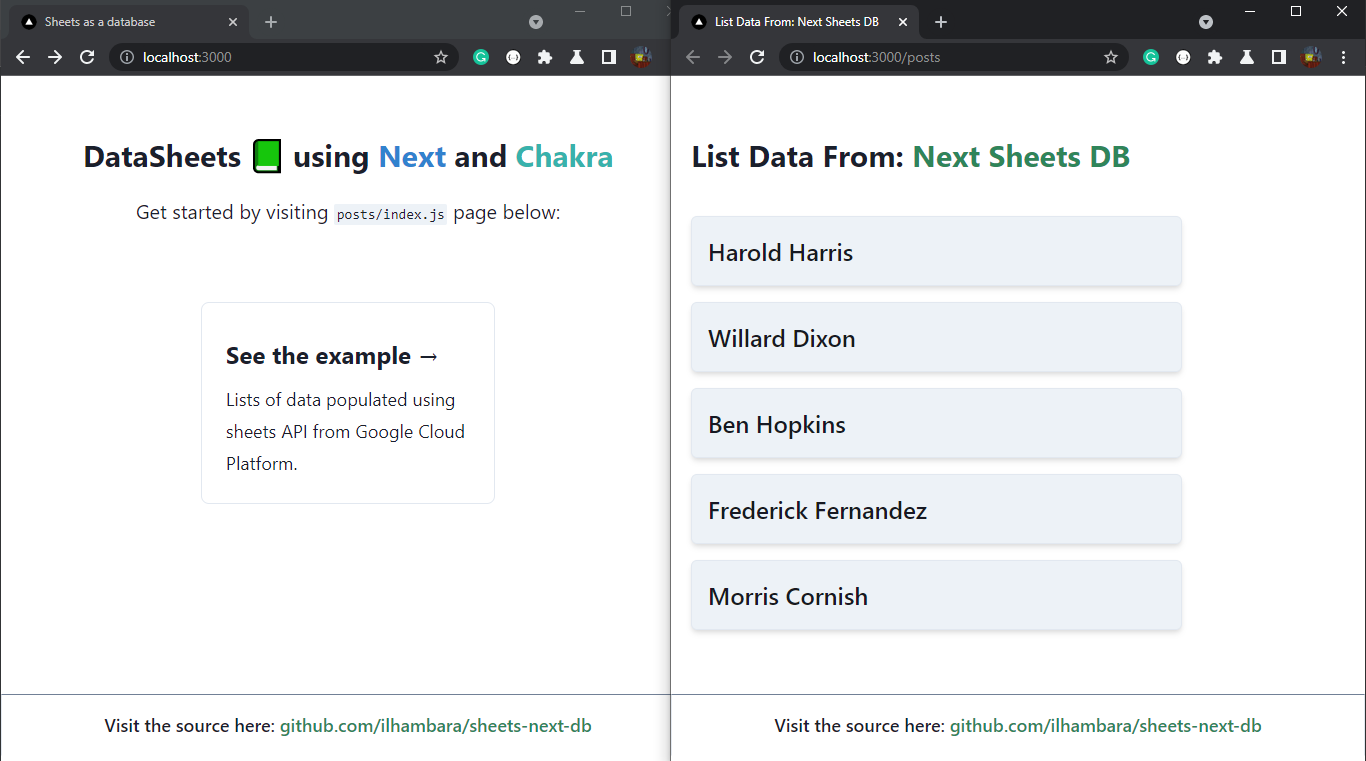 Sheets as a database
localhost:3000
DataSheets 📗 using Next and Chakra
Get started by visiting posts/index.js page below:
See the example →
Lists of data populated using
sheets API from Google Cloud
Platform.
Visit the source here: github.com/ilhambara/sheets-next-db
List Data From: Next Sheets DB
localhost:3000/posts
List Data From: Next Sheets DB
Harold Harris
Willard Dixon
Ben Hopkins
Frederick Fernandez
Morris Cornish
Visit the source here: github.com/ilhambara/sheets-next-db